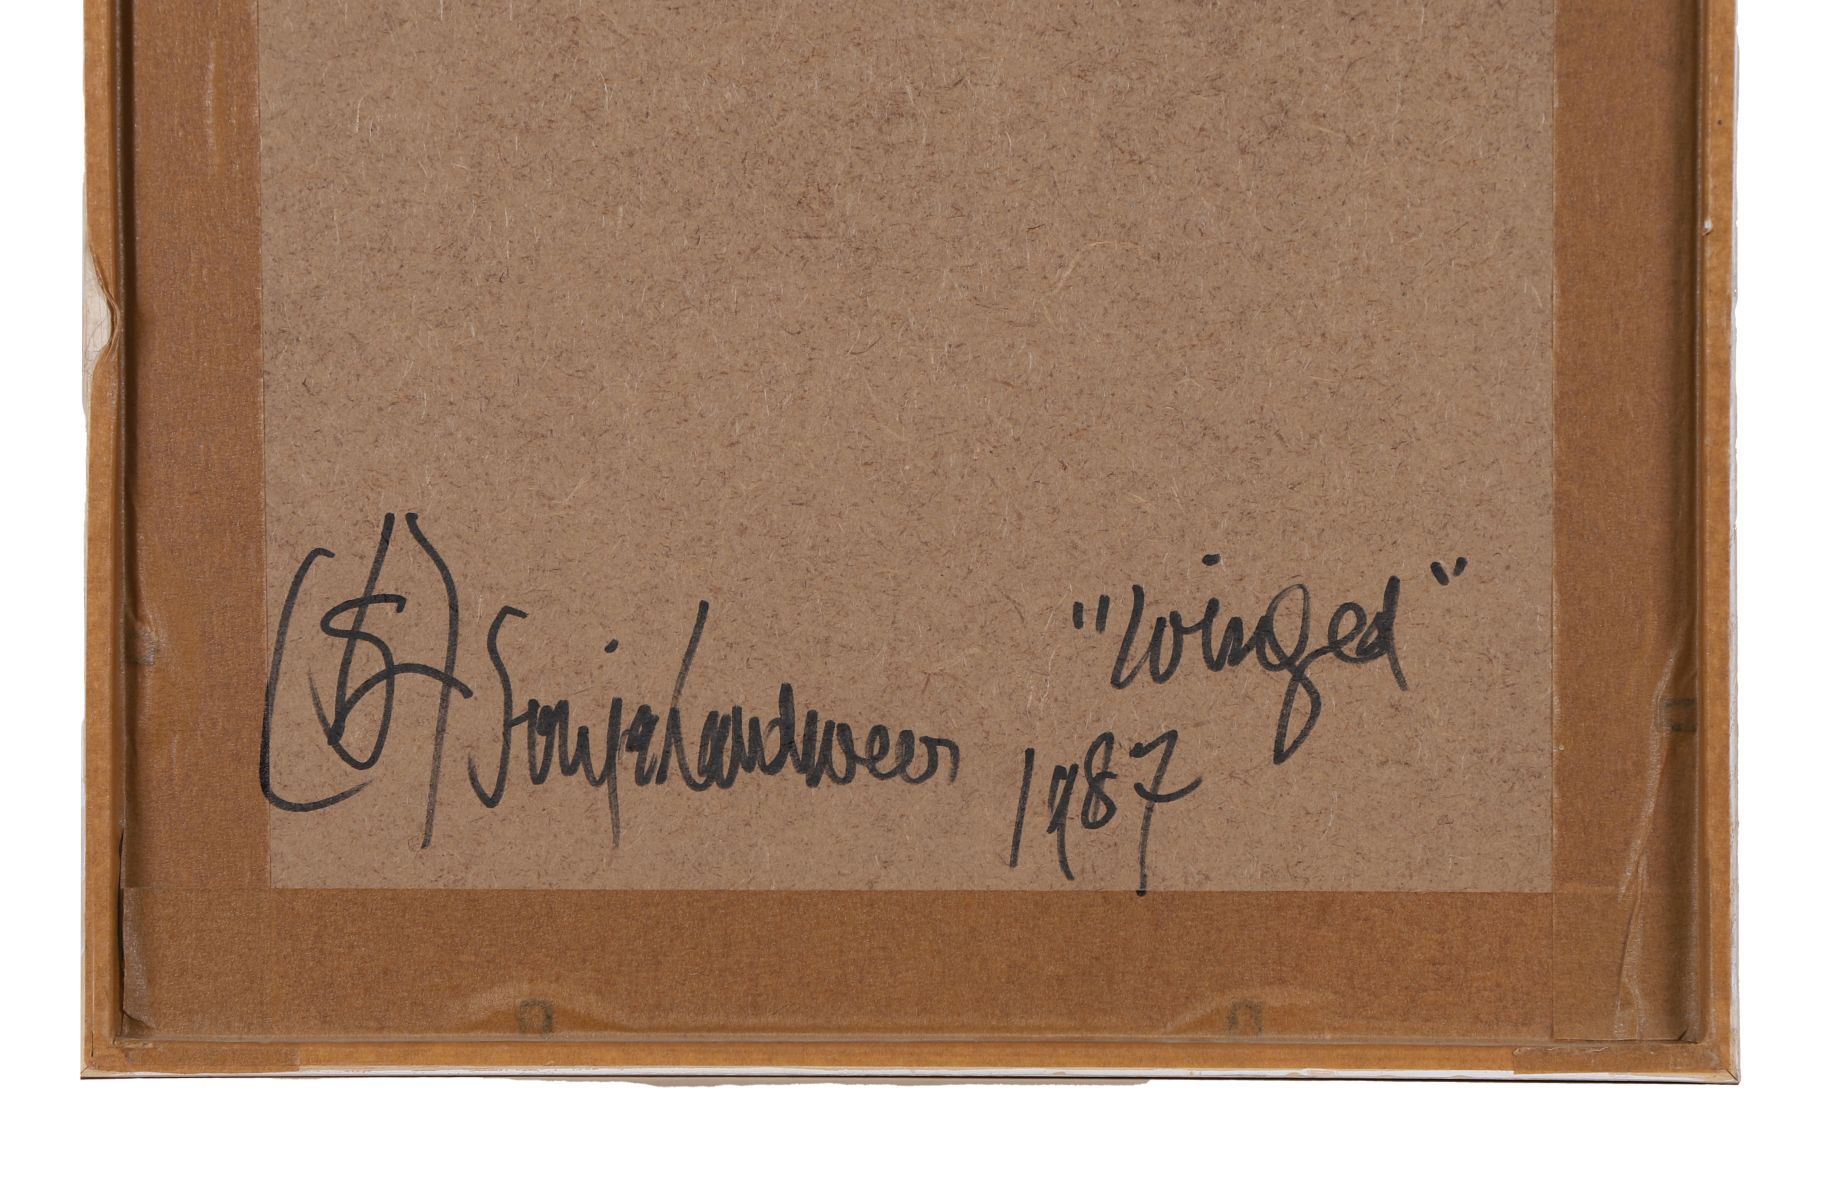 Sonja Landweer
"Winged"
1987